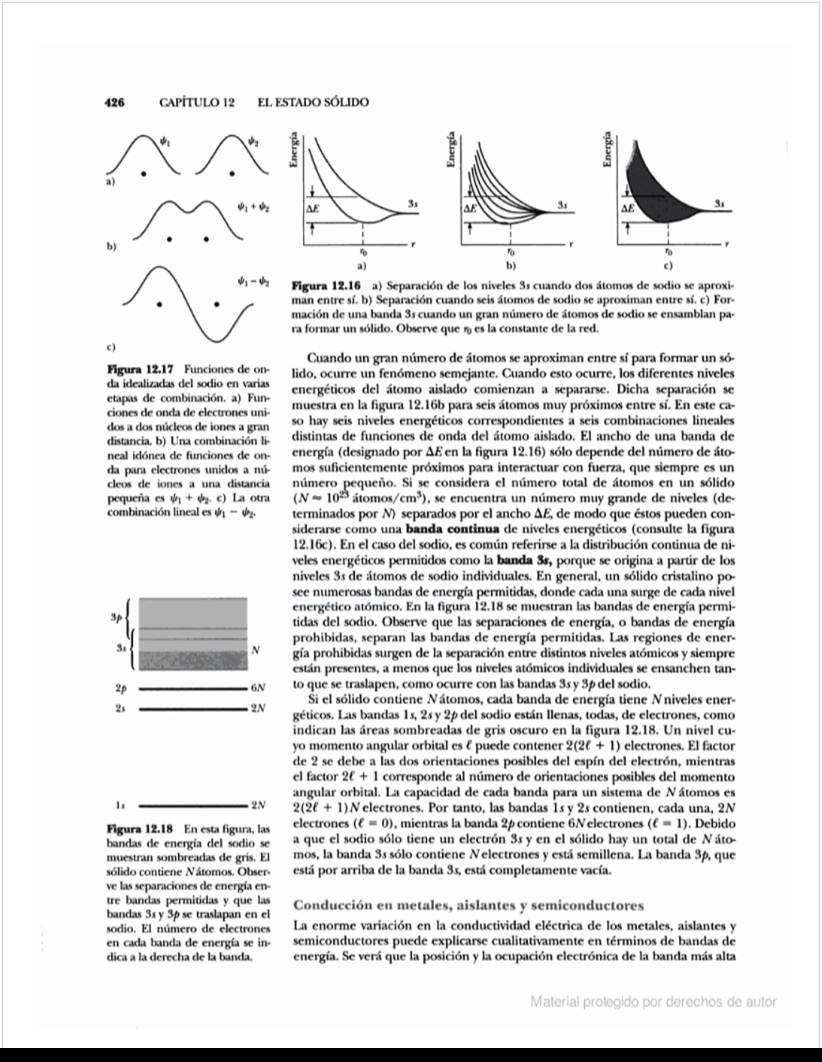 426 CAPÍTULO 12 EL ESTADO SÓLIDO
ψ₁ ψ₂
a)
ψ₁ + ψ₂
b)
ψ₁ − ψ₂
c)
Figura 12.17 Funciones de on-
da idealizadas del sodio en varias
etapas de combinación. a) Fun-
ciones de onda de electrones uni-
dos a dos núcleos de iones a gran
distancia. b) Una combinación li-
neal idónea de funciones de on-
da para electrones unidos a nú-
cleos de iones a una distancia
pequeña es ψ₁ + ψ₂. c) La otra
combinación lineal es ψ₁ − ψ₂.
3p
3s N
2p 6N
2s 2N
1s 2N
Figura 12.18 En esta figura, las
bandas de energía del sodio se
muestran sombreadas de gris. El
sólido contiene N átomos. Obser-
ve las separaciones de energía en-
tre bandas permitidas y que las
bandas 3s y 3p se traslapan en el
sodio. El número de electrones
en cada banda de energía se in-
dica a la derecha de la banda.
Energía
ΔE
3s
r₀
r
a)
Energía
ΔE
3s
r₀
r
b)
Energía
ΔE
3s
r₀
r
c)
Figura 12.16 a) Separación de los niveles 3s cuando dos átomos de sodio se aproxi-
man entre sí. b) Separación cuando seis átomos de sodio se aproximan entre sí. c) For-
mación de una banda 3s cuando un gran número de átomos de sodio se ensamblan pa-
ra formar un sólido. Observe que r₀ es la constante de la red.
Cuando un gran número de átomos se aproximan entre sí para formar un só-
lido, ocurre un fenómeno semejante. Cuando esto ocurre, los diferentes niveles
energéticos del átomo aislado comienzan a separarse. Dicha separación se
muestra en la figura 12.16b para seis átomos muy próximos entre sí. En este ca-
so hay seis niveles energéticos correspondientes a seis combinaciones lineales
distintas de funciones de onda del átomo aislado. El ancho de una banda de
energía (designado por ΔE en la figura 12.16) sólo depende del número de áto-
mos suficientemente próximos para interactuar con fuerza, que siempre es un
número pequeño. Si se considera el número total de átomos en un sólido
(N ≈ 10²³ átomos/cm³), se encuentra un número muy grande de niveles (de-
terminados por N) separados por el ancho ΔE, de modo que éstos pueden con-
siderarse como una banda continua de niveles energéticos (consulte la figura
12.16c). En el caso del sodio, es común referirse a la distribución continua de ni-
veles energéticos permitidos como la banda 3s, porque se origina a partir de los
niveles 3s de átomos de sodio individuales. En general, un sólido cristalino po-
see numerosas bandas de energía permitidas, donde cada una surge de cada nivel
energético atómico. En la figura 12.18 se muestran las bandas de energía permi-
tidas del sodio. Observe que las separaciones de energía, o bandas de energía
prohibidas, separan las bandas de energía permitidas. Las regiones de ener-
gía prohibidas surgen de la separación entre distintos niveles atómicos y siempre
están presentes, a menos que los niveles atómicos individuales se ensanchen tan-
to que se traslapen, como ocurre con las bandas 3s y 3p del sodio.
Si el sólido contiene N átomos, cada banda de energía tiene N niveles ener-
géticos. Las bandas 1s, 2s y 2p del sodio están llenas, todas, de electrones, como
indican las áreas sombreadas de gris oscuro en la figura 12.18. Un nivel cu-
yo momento angular orbital es ℓ puede contener 2(2ℓ + 1) electrones. El factor
de 2 se debe a las dos orientaciones posibles del espín del electrón, mientras
el factor 2ℓ + 1 corresponde al número de orientaciones posibles del momento
angular orbital. La capacidad de cada banda para un sistema de N átomos es
2(2ℓ + 1)N electrones. Por tanto, las bandas 1s y 2s contienen, cada una, 2N
electrones (ℓ = 0), mientras la banda 2p contiene 6N electrones (ℓ = 1). Debido
a que el sodio sólo tiene un electrón 3s y en el sólido hay un total de N áto-
mos, la banda 3s sólo contiene N electrones y está semillena. La banda 3p, que
está por arriba de la banda 3s, está completamente vacía.
Conducción en metales, aislantes y semiconductores
La enorme variación en la conductividad eléctrica de los metales, aislantes y
semiconductores puede explicarse cualitativamente en términos de bandas de
energía. Se verá que la posición y la ocupación electrónica de la banda más alta
Material protegido por derechos de autor